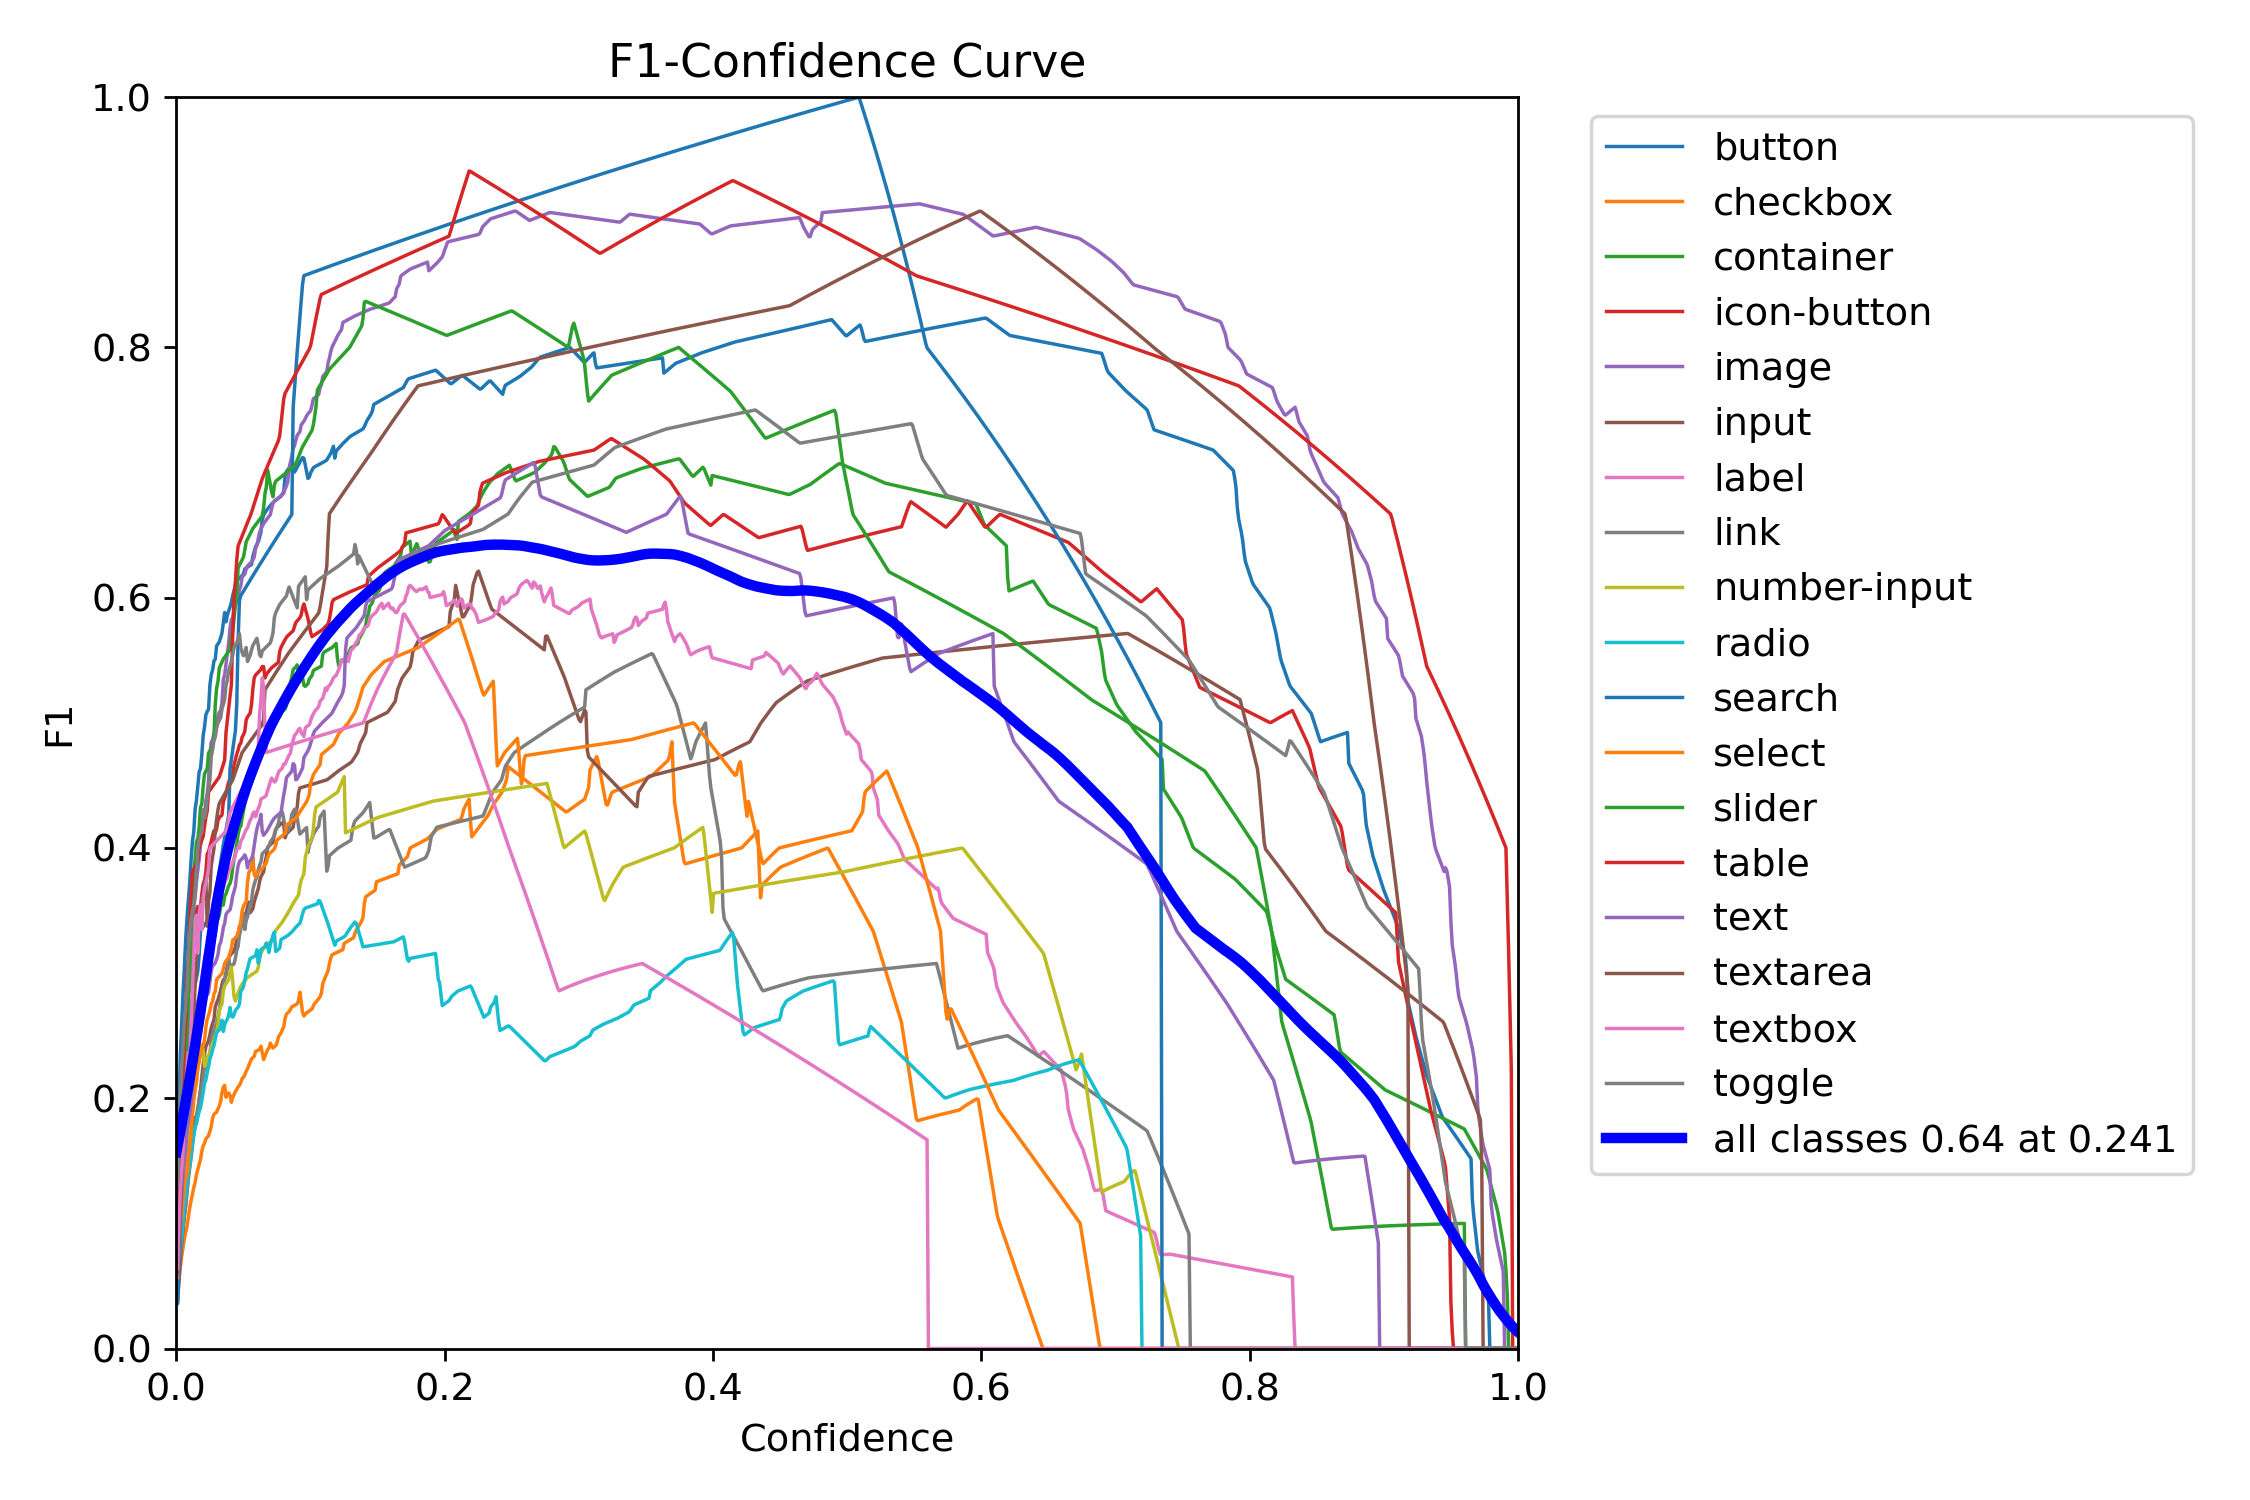 F1-Confidence Curve
1.0
0.8
0.6
0.4
0.2
0.0
F1
0.0 0.2 0.4 0.6 0.8 1.0
Confidence
button
checkbox
container
icon-button
image
input
label
link
number-input
radio
search
select
slider
table
text
textarea
textbox
toggle
all classes 0.64 at 0.241